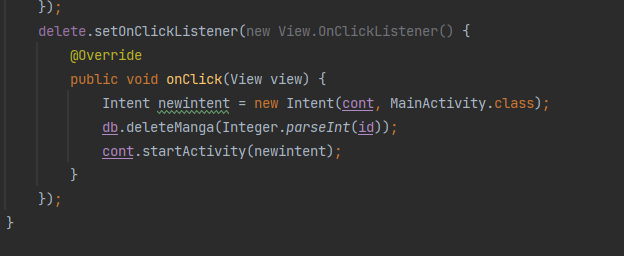 });
delete.setOnClickListener(new View.OnClickListener() {
@Override
public void onClick(View view) {
Intent newintent = new Intent(cont, MainActivity.class);
db.deleteManga(Integer.parseInt(id));
cont.startActivity(newintent);
}
});
}